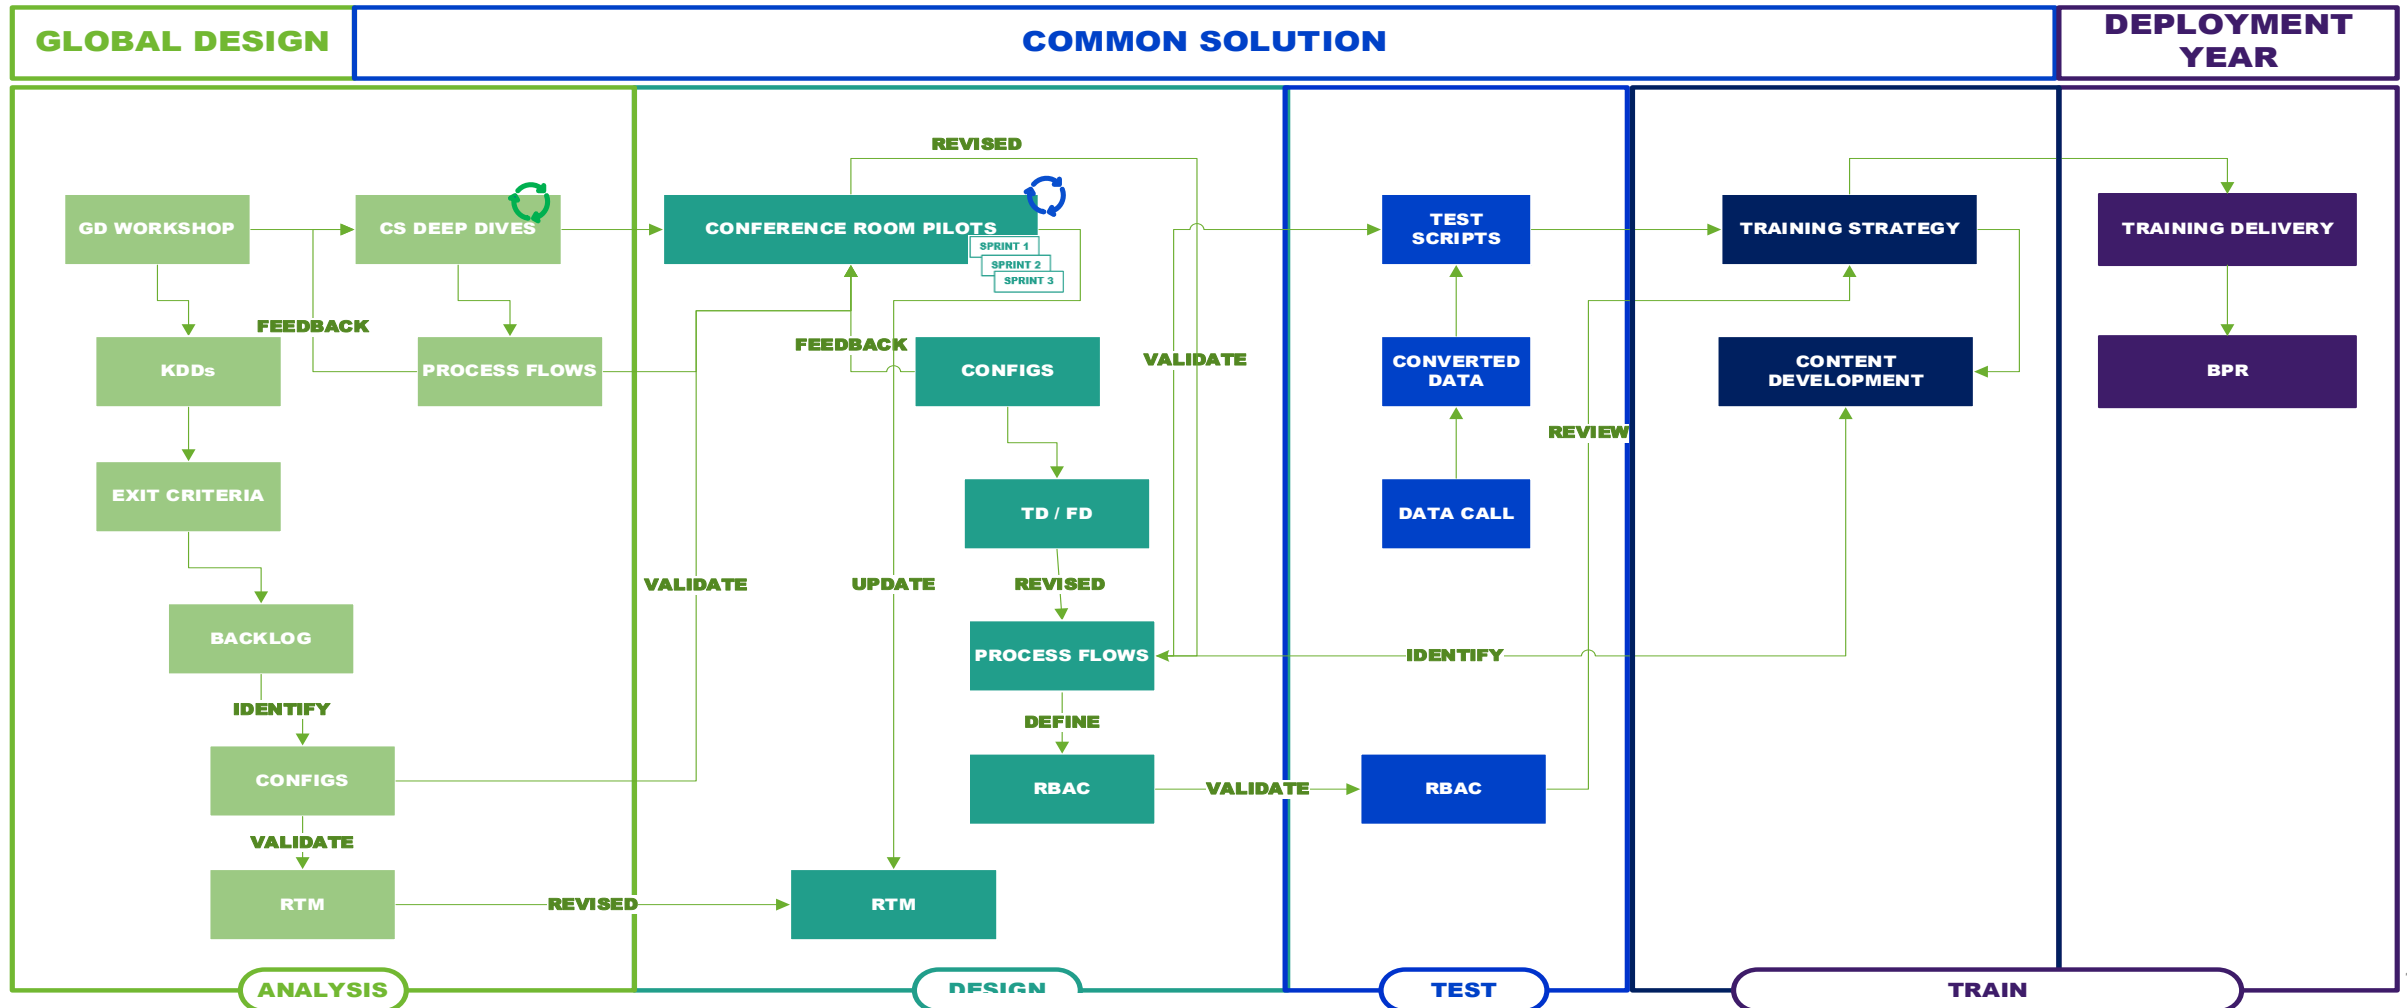 GLOBAL DESIGN
COMMON SOLUTION
DEPLOYMENT
YEAR
GD WORKSHOP
CS DEEP DIVES
FEEDBACK
KDDs
PROCESS FLOWS
EXIT CRITERIA
BACKLOG
IDENTIFY
CONFIGS
VALIDATE
RTM
REVISED
VALIDATE
ANALYSIS
REVISED
CONFERENCE ROOM PILOTS
SPRINT 1
SPRINT 2
SPRINT 3
FEEDBACK
CONFIGS
VALIDATE
TD / FD
UPDATE
REVISED
PROCESS FLOWS
DEFINE
RBAC
VALIDATE
RTM
DESIGN
TEST
SCRIPTS
CONVERTED
DATA
REVIEW
DATA CALL
IDENTIFY
RBAC
TEST
TRAINING STRATEGY
CONTENT
DEVELOPMENT
TRAINING DELIVERY
BPR
TRAIN